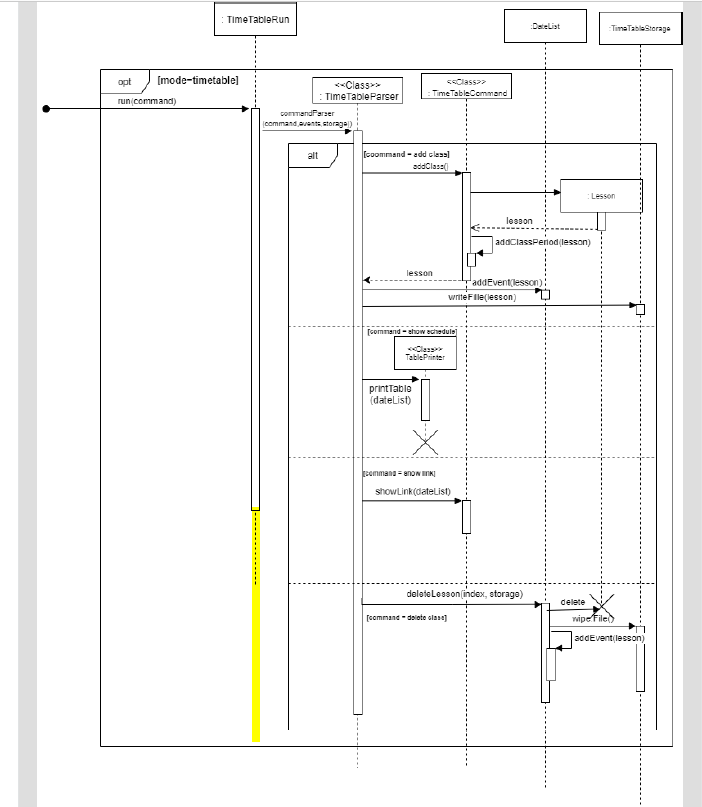 : TimeTableRun
:DateList
:TimeTableStorage
opt
[mode=timetable]
<<Class>>
: TimeTableParser
<<Class>>
: TimeTableCommand
run(command)
commandParser
(command,events,storage))
alt
[coommand = add class]
addClass()
: Lesson
lesson
addClassPeriod(lesson)
lesson
addEvent(lesson)
writeFille(lesson)
[command = show schedule]
<<Class>>
TablePrinter
printTable
(dateList)
[command = show link]
showLink(dateList)
deleteLesson(index, storage)
delete
[command = delete class]
wipeFile()
addEvent(lesson)